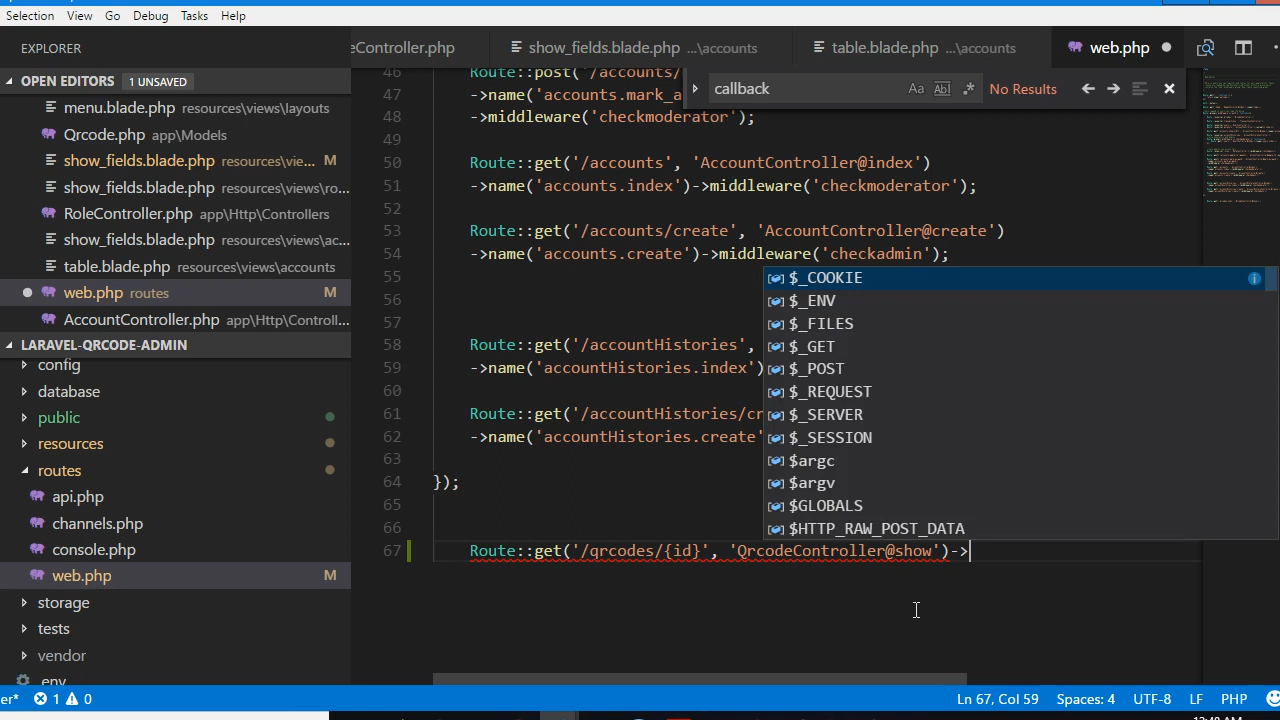 Selection View Go Debug Tasks Help
EXPLORER
eController.php show_fields.blade.php ...\accounts table.blade.php ...\accounts web.php
OPEN EDITORS 1 UNSAVED
menu.blade.php resources\views\layouts
Qrcode.php app\Models
show_fields.blade.php resources\vie... M
show_fields.blade.php resources\views\ro...
RoleController.php app\Http\Controllers
show_fields.blade.php resources\views\ac...
table.blade.php resources\views\accounts
web.php routes M
AccountController.php app\Http\Controll...
LARAVEL-QRCODE-ADMIN
config
database
public
resources
routes
api.php
channels.php
console.php
web.php M
storage
tests
vendor
.env
callback Aa Abl .* No Results
46 Route::post('/accounts/
47 ->name('accounts.mark_a
48 ->middleware('checkmoderator');
49
50 Route::get('/accounts', 'AccountController@index')
51 ->name('accounts.index')->middleware('checkmoderator');
52
53 Route::get('/accounts/create', 'AccountController@create')
54 ->name('accounts.create')->middleware('checkadmin');
55
56
57
58 Route::get('/accountHistories',
59 ->name('accountHistories.index')
60
61 Route::get('/accountHistories/cr
62 ->name('accountHistories.create'
63
64 });
65
66
67 Route::get('/qrcodes/{id}', 'QrcodeController@show')->
$_COOKIE
$_ENV
$_FILES
$_GET
$_POST
$_REQUEST
$_SERVER
$_SESSION
$argc
$argv
$GLOBALS
$HTTP_RAW_POST_DATA
er* 1 0 Ln 67, Col 59 Spaces: 4 UTF-8 LF PHP